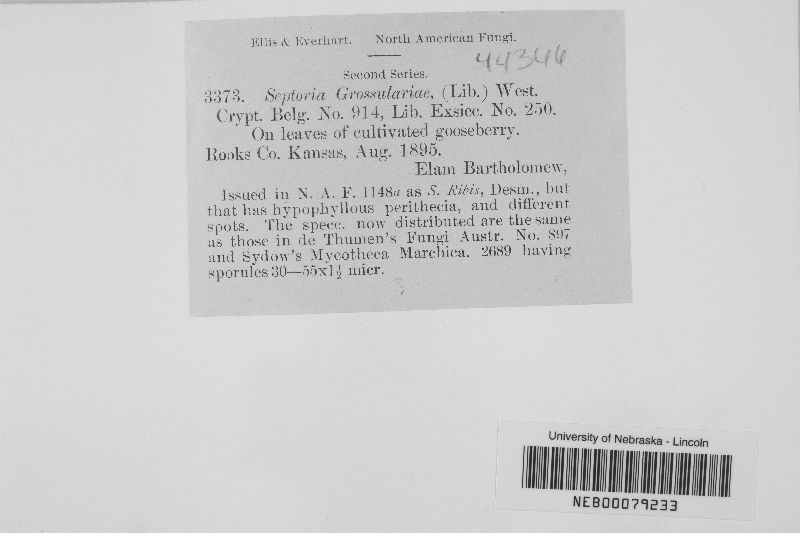 Ellis & Everhart. North American Fungi.
44346
Second Series.
3373. Septoria Grossulariae, (Lib.) West.
Crypt. Belg. No. 914, Lib. Exsicc. No. 250.
On leaves of cultivated gooseberry.
Rooks Co. Kansas, Aug. 1895.
Elam Bartholomew,
Issued in N. A. F. 1148a as S. Ribis, Desm., but
that has hypophyllous perithecia, and different
spots. The specc. now distributed are the same
as those in de Thumen's Fungi Austr. No. 897
and Sydow's Mycotheca Marchica. 2689 having
sporules 30—55x1½ micr.
University of Nebraska - Lincoln
NEB00079233